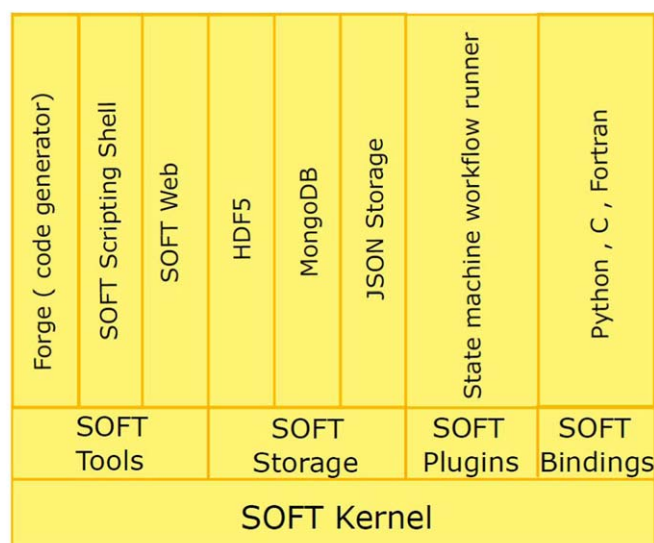 Forge ( code generator)
SOFT Scripting Shell
SOFT Web
HDF5
MongoDB
JSON Storage
State machine workflow runner
Python , C , Fortran
SOFT
Tools
SOFT
Storage
SOFT
Plugins
SOFT
Bindings
SOFT Kernel